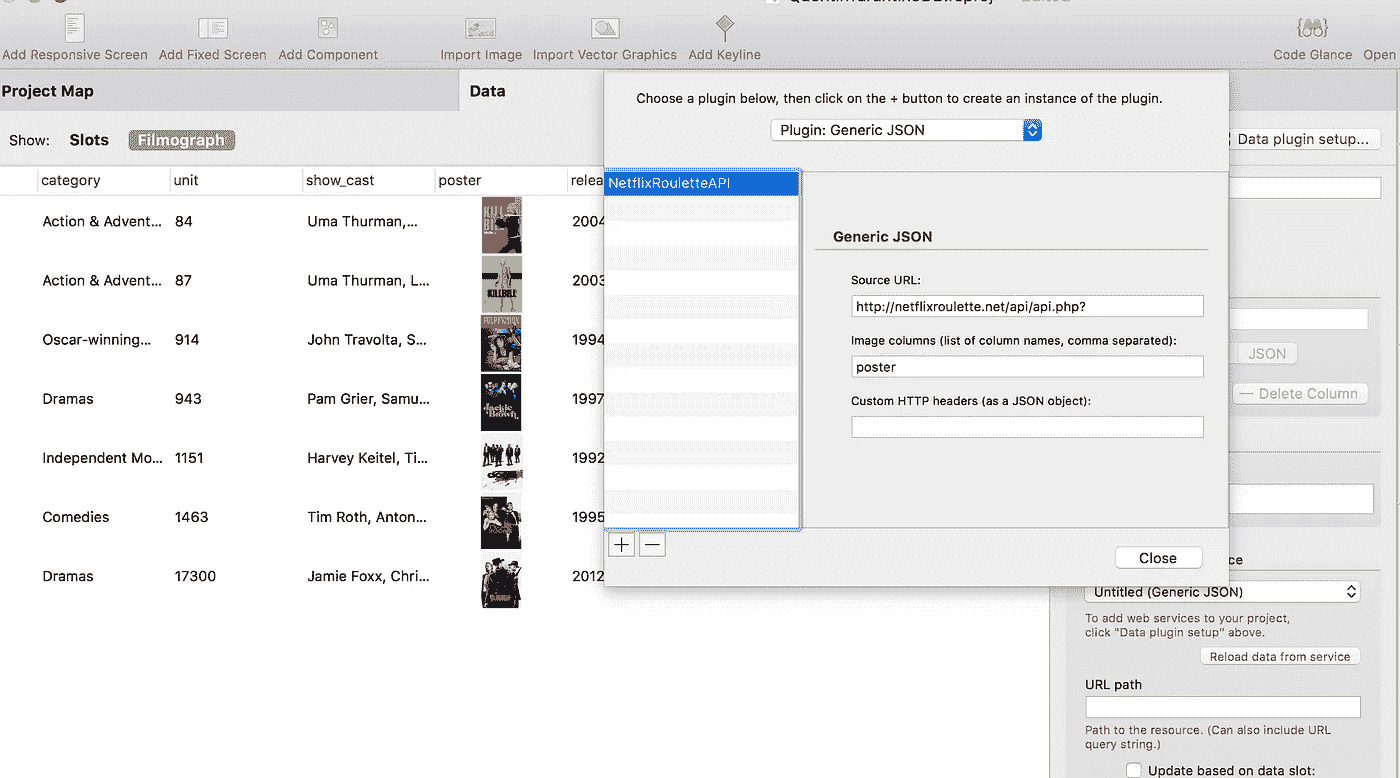 Add Responsive Screen Add Fixed Screen Add Component Import Image Import Vector Graphics Add Keyline Code Glance Open
Project Map Data
Choose a plugin below, then click on the + button to create an instance of the plugin.
Plugin: Generic JSON
Show: Slots Filmograph
Data plugin setup...
category unit show_cast poster relea
NetflixRouletteAPI
Action & Advent... 84 Uma Thurman,... 2004
Generic JSON
Source URL:
Action & Advent... 87 Uma Thurman, L... 2003
KILLBILL
http://netflixroulette.net/api/api.php?
Oscar-winning... 914 John Travolta, S... 1994
Image columns (list of column names, comma separated):
JSON
poster
Dramas 943 Pam Grier, Samu... 1997
Jackie Brown
— Delete Column
Custom HTTP headers (as a JSON object):
Independent Mo... 1151 Harvey Keitel, Ti... 1992
Comedies 1463 Tim Roth, Anton... 1995
+ —
Close
ce
Dramas 17300 Jamie Foxx, Chri... 2012
Untitled (Generic JSON)
To add web services to your project,
click "Data plugin setup" above.
Reload data from service
URL path
Path to the resource. (Can also include URL
query string.)
Update based on data slot: